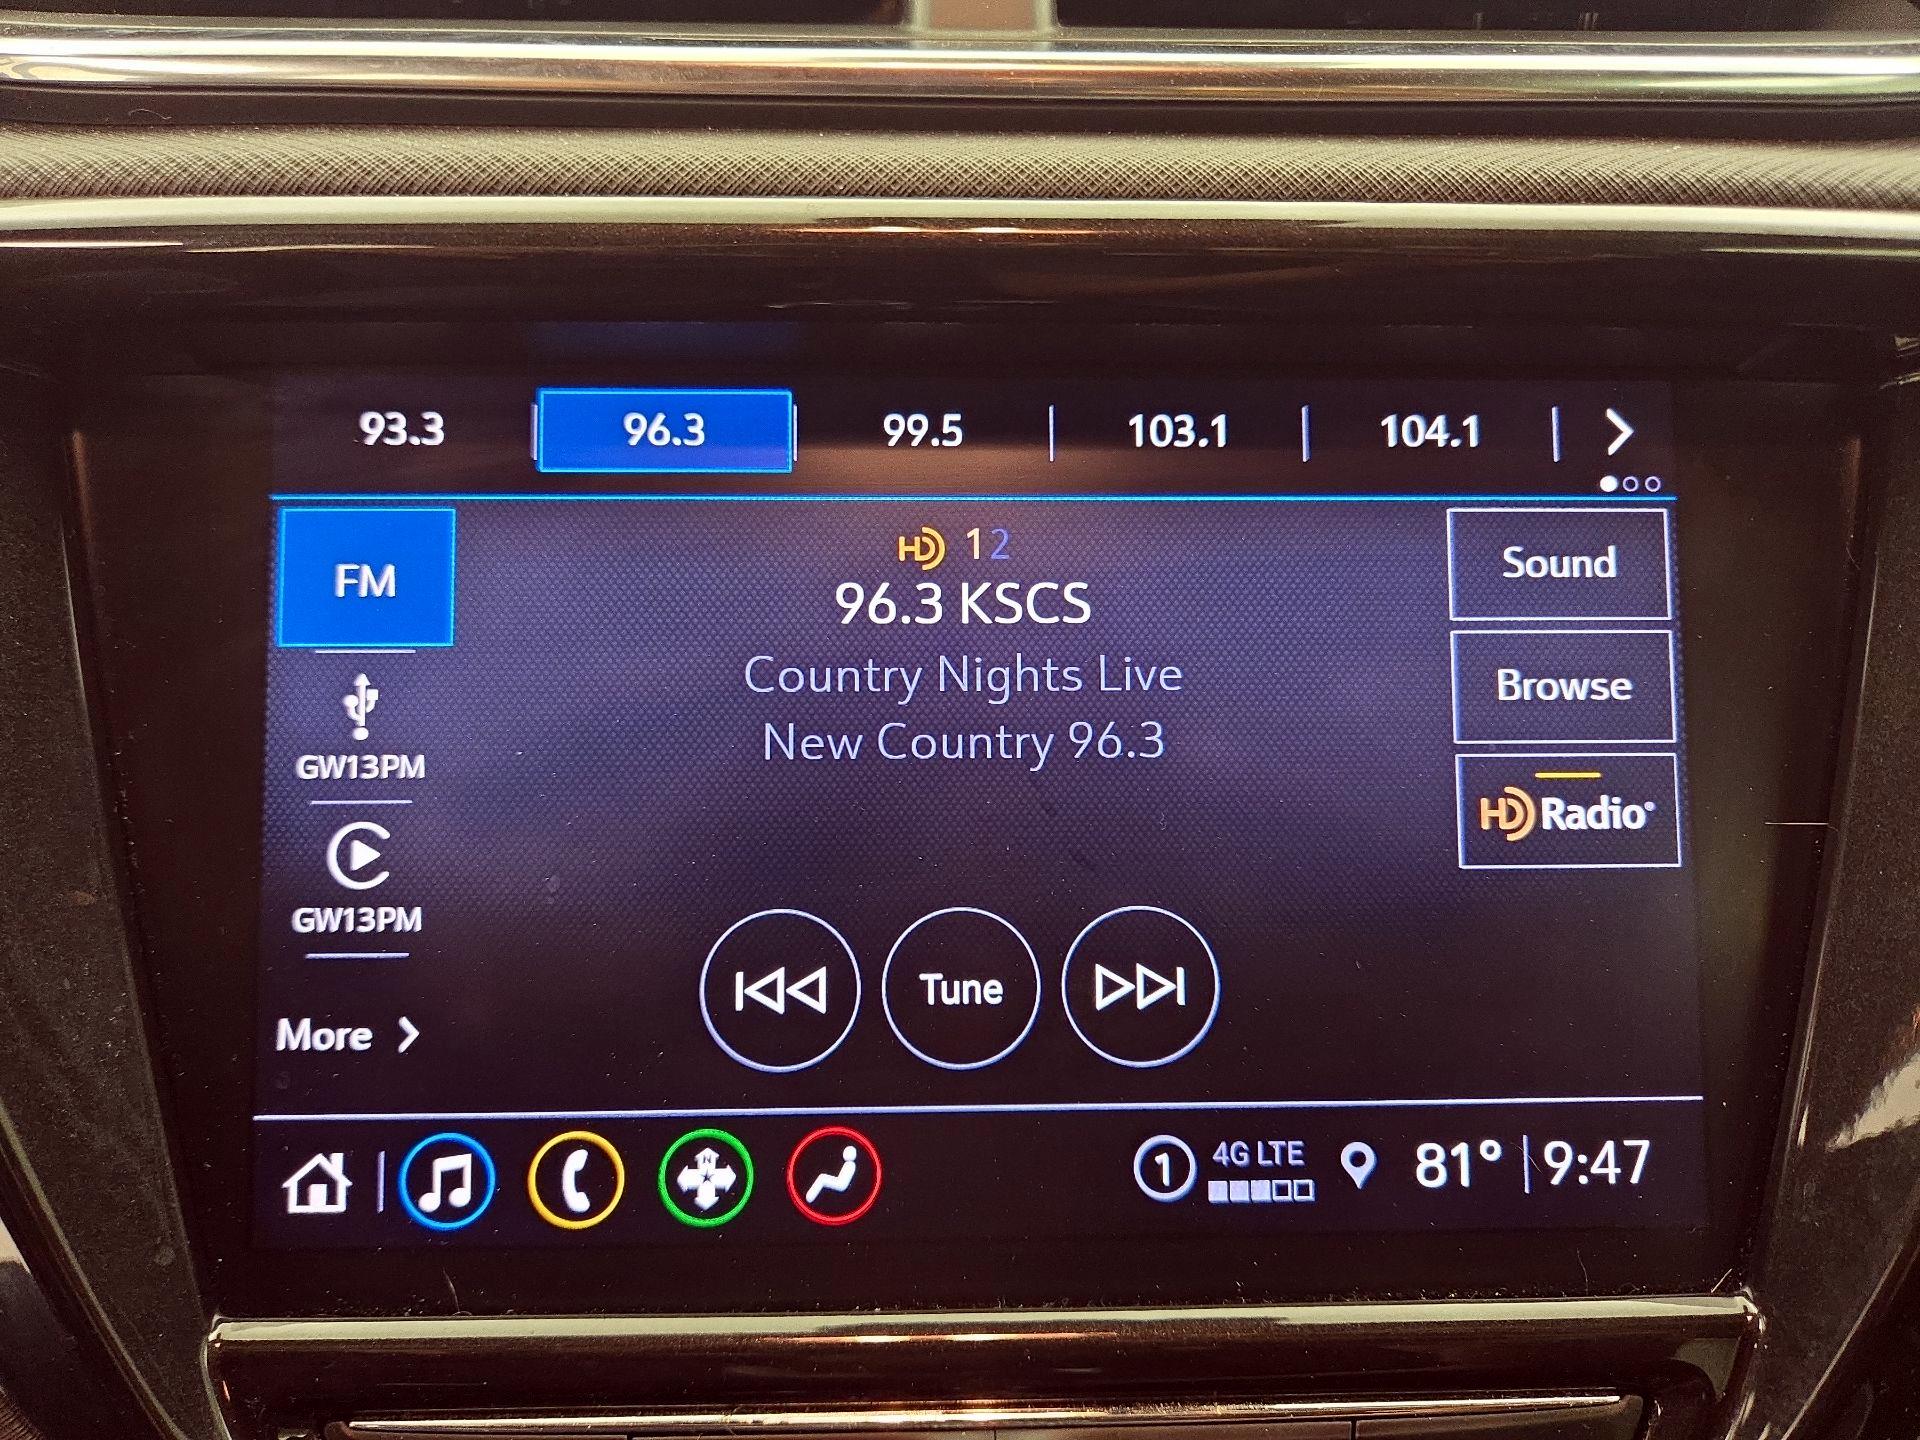 93.3 96.3 99.5 103.1 104.1
FM
HD 1 2
96.3 KSCS
Country Nights Live
New Country 96.3
Sound
Browse
HD Radio®
GW13PM
GW13PM
More
Tune
N
1 4G LTE 81° 9:47